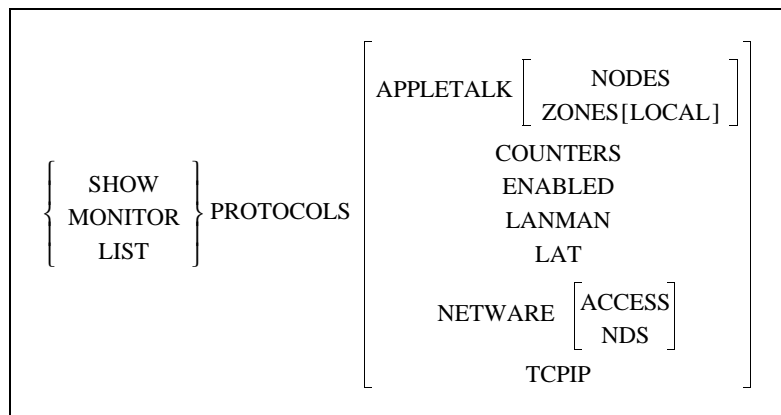 NODES
APPLETALK
ZONES[LOCAL]
COUNTERS
SHOW
ENABLED
MONITOR
PROTOCOLS
LANMAN
LIST
LAT
ACCESS
NETWARE
NDS
TCPIP